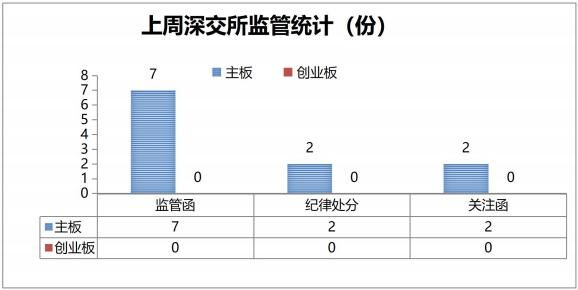 上周深交所监管统计（份）
主板 创业板
8
7
6
5
4
3
2
1
0
7 0 2 0 2 0
监管函 纪律处分 关注函
主板 7 2 2
创业板 0 0 0